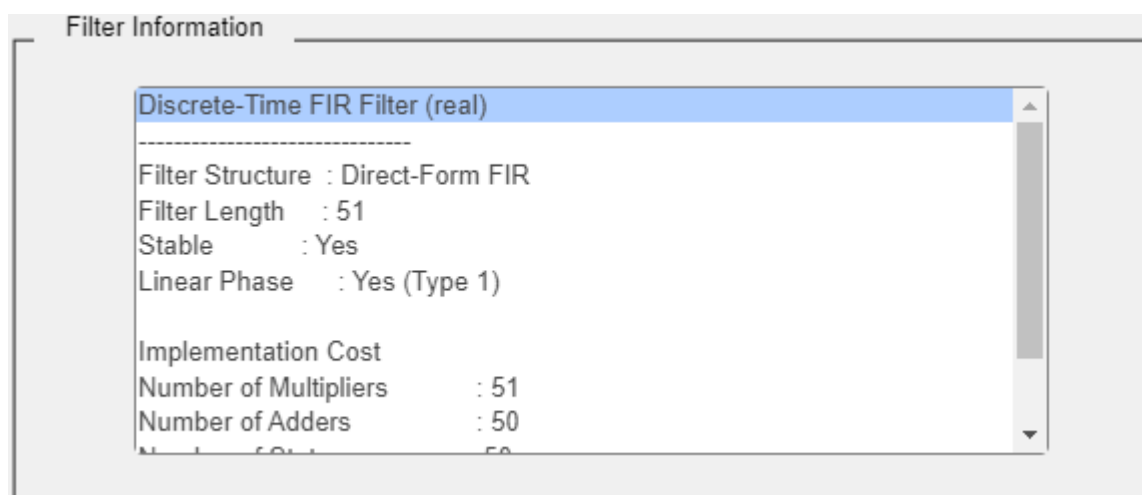 Filter Information
Discrete-Time FIR Filter (real)
-------------------------------
Filter Structure : Direct-Form FIR
Filter Length : 51
Stable : Yes
Linear Phase : Yes (Type 1)
Implementation Cost
Number of Multipliers : 51
Number of Adders : 50